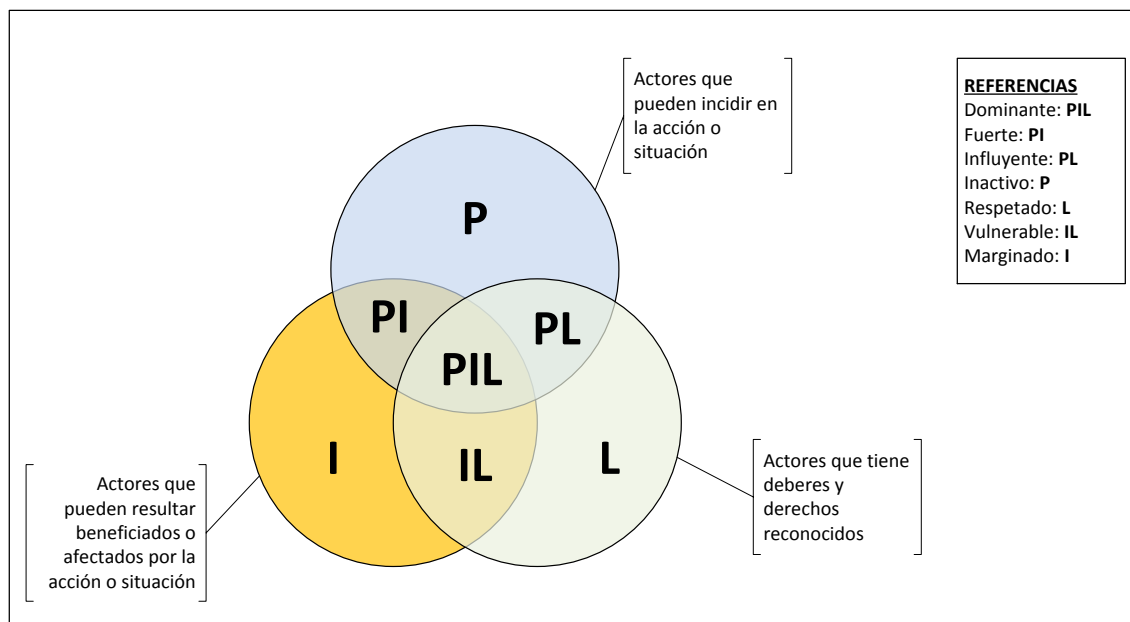 Actores que
pueden incidir en
la acción o
situación
REFERENCIAS
Dominante: PIL
Fuerte: PI
Influyente: PL
Inactivo: P
Respetado: L
Vulnerable: IL
Marginado: I
P
PI
PL
PIL
I
IL
L
Actores que
pueden resultar
beneficiados o
afectados por la
acción o situación
Actores que tiene
deberes y
derechos
reconocidos